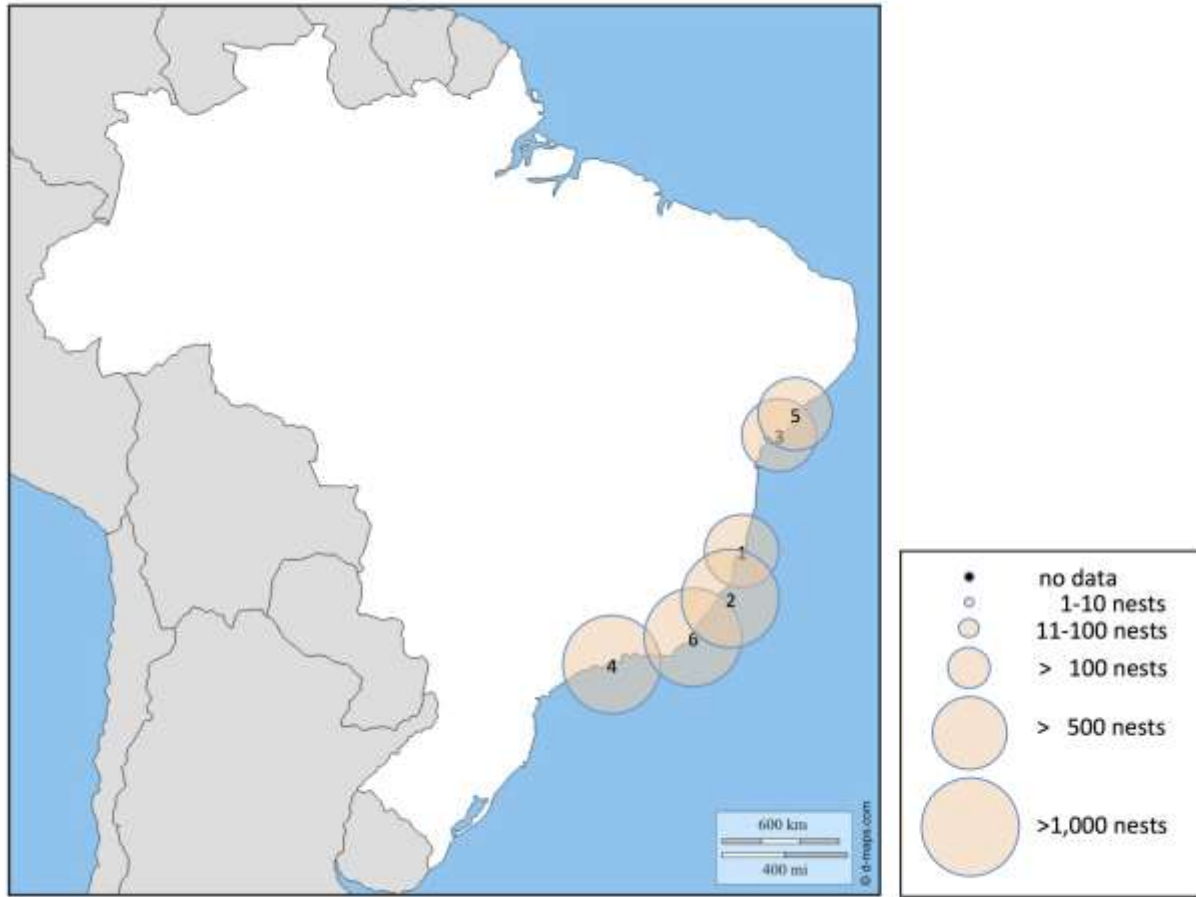 5
3
1
2
6
4
600 km
400 mi
© d-maps.com
no data
1-10 nests
11-100 nests
> 100 nests
> 500 nests
>1,000 nests